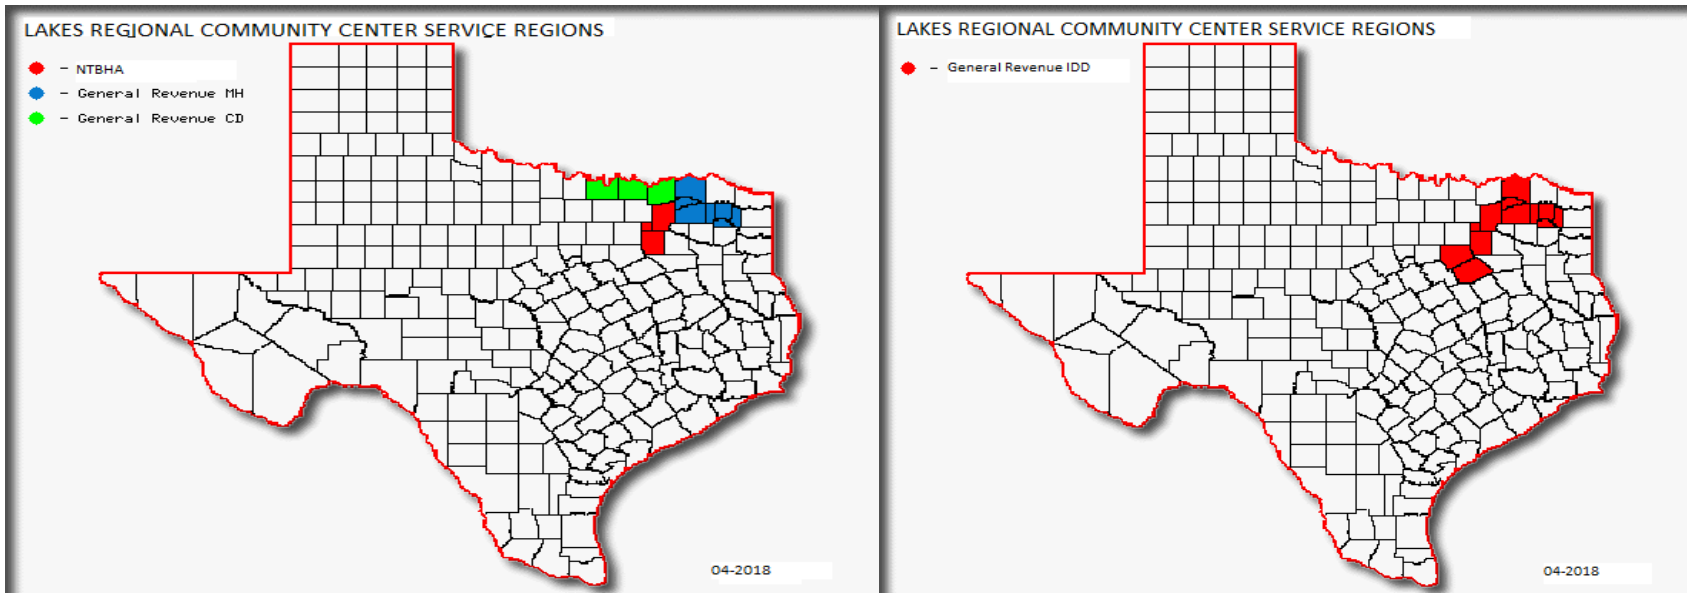 LAKES REGIONAL COMMUNITY CENTER SERVICE REGIONS
– NTBHA
– General Revenue MH
– General Revenue CD
04-2018
LAKES REGIONAL COMMUNITY CENTER SERVICE REGIONS
– General Revenue IDD
04-2018